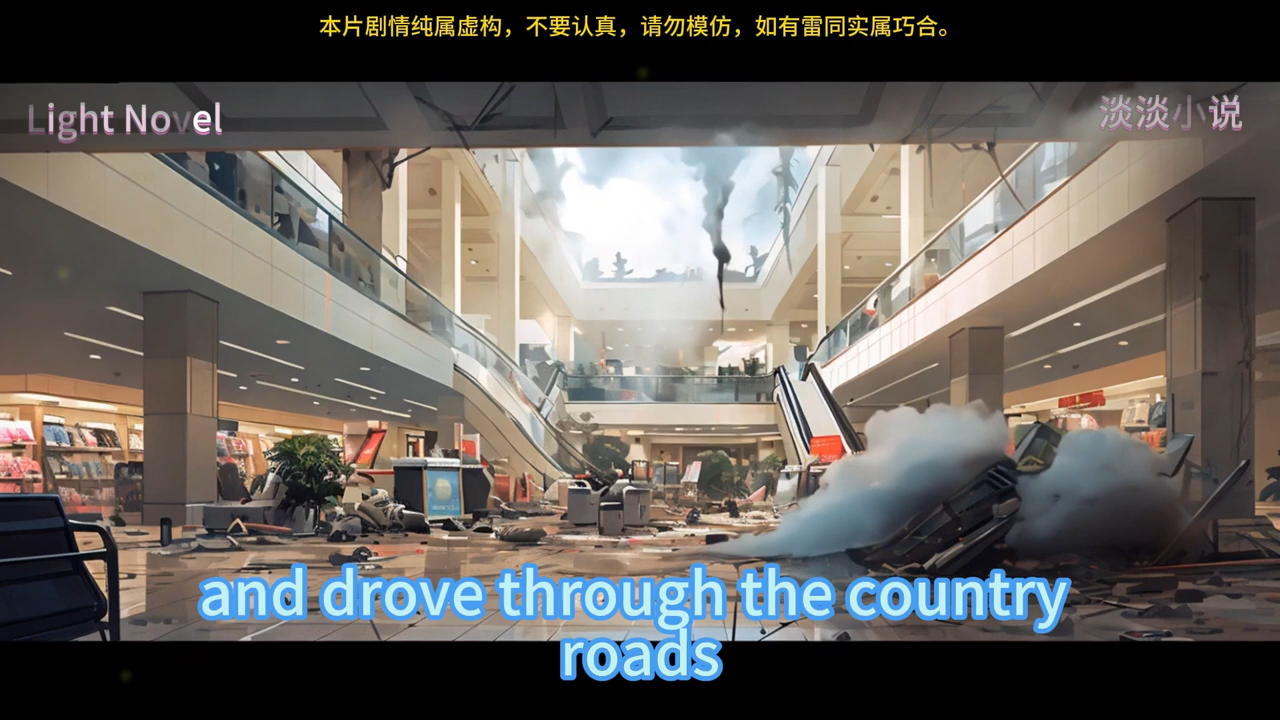 本片剧情纯属虚构，不要认真，请勿模仿，如有雷同实属巧合。
Light Novel
淡淡小说
and drove through the country
roads